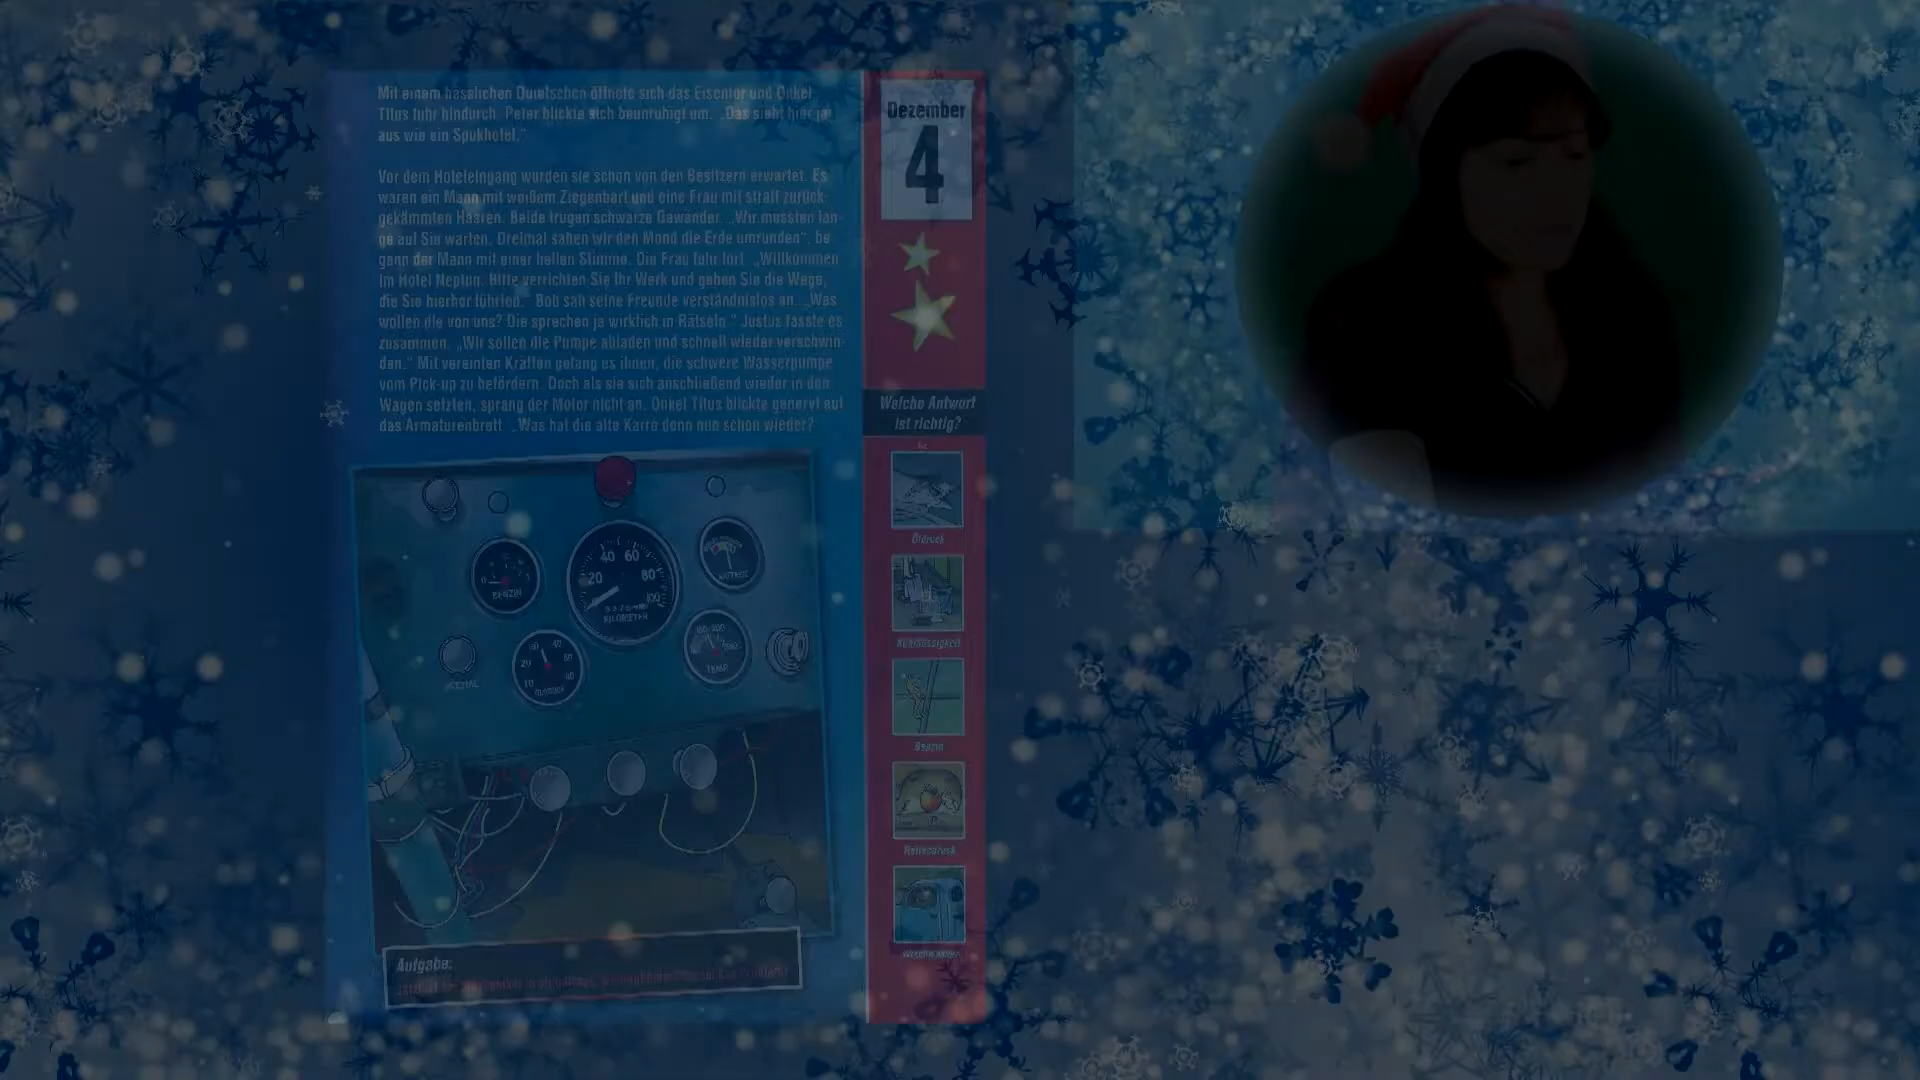 Mit einem hässlichen Quietschen öffnete sich das Eisentor und Onkel
Titus fuhr hindurch. Peter blickte sich beunruhigt um. „Das sieht hier ja
aus wie ein Spukhotel.“
Vor dem Hoteleingang wurden sie schon von den Besitzern erwartet. Es
waren ein Mann mit weißem Ziegenbart und eine Frau mit straff zurück-
gekämmten Haaren. Beide trugen schwarze Gewänder. „Wir mussten lan-
ge auf Sie warten. Dreimal sahen wir den Mond die Erde umrunden“, be-
gann der Mann mit einer hellen Stimme. Die Frau fuhr fort. „Willkommen
im Hotel Neptun. Bitte verrichten Sie Ihr Werk und gehen Sie die Wege,
die Sie hierher führten.“ Bob sah seine Freunde verständnislos an. „Was
wollen die von uns? Die sprechen ja wirklich in Rätseln.“ Justus fasste es
zusammen. „Wir sollen die Pumpe abladen und schnell wieder verschwin-
den.“ Mit vereinten Kräften gelang es ihnen, die schwere Wasserpumpe
vom Pick-up zu befördern. Doch als sie sich anschließend wieder in den
Wagen setzten, sprang der Motor nicht an. Onkel Titus blickte genervt auf
das Armaturenbrett. „Was hat die alte Karre denn nun schon wieder?“
Dezember
4
Welche Antwort
ist richtig?
Öldruck
Kühlflüssigkeit
Benzin
Reifendruck
40 60
20 80
100
KILOMETER
0
BENZIN
BATTERIE
TEMP
20
10
ÖLDRUCK
Aufgabe: